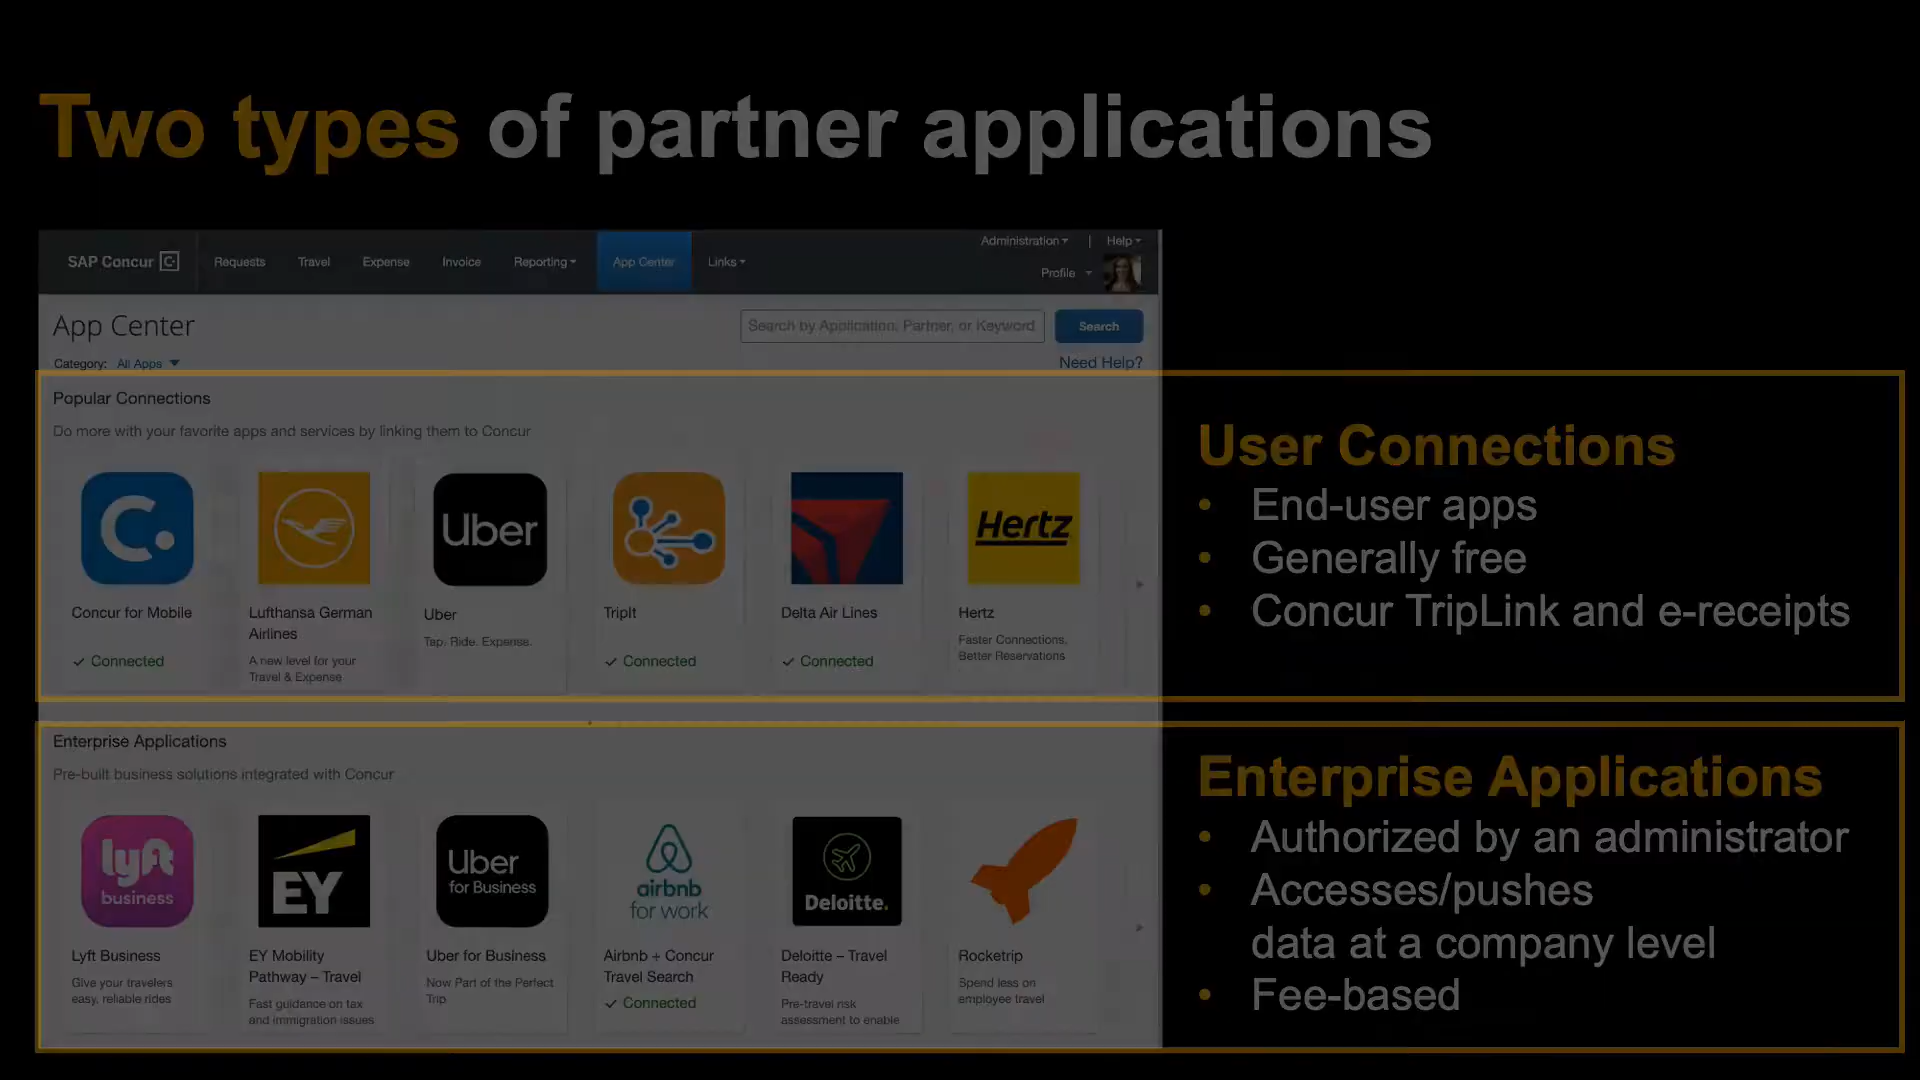 Two types of partner applications
SAP Concur C.
Requests
Travel
Expense
Invoice
Reporting
App Center
Links
Administration
|
Help
Profile
App Center
Search by Application, Partner, or Keyword
Search
Category: All Apps
Need Help?
Popular Connections
Do more with your favorite apps and services by linking them to Concur
C.
Uber
Hertz
Concur for Mobile
Connected
Lufthansa German
Airlines
A new level for your
Travel & Expense
Uber
Tap. Ride. Expense.
TripIt
Connected
Delta Air Lines
Connected
Hertz
Faster Connections,
Better Reservations
User Connections
• End-user apps
• Generally free
• Concur TripLink and e-receipts
Enterprise Applications
Pre-built business solutions integrated with Concur
lyft
business
EY
Uber
for Business
airbnb
for work
Deloitte.
Lyft Business
Give your travelers
easy, reliable rides
EY Mobility
Pathway – Travel
Fast guidance on tax
and immigration issues
Uber for Business
Now Part of the Perfect
Trip
Airbnb + Concur
Travel Search
Connected
Deloitte – Travel
Ready
Pre-travel risk
assessment to enable
Rocketrip
Spend less on
employee travel
Enterprise Applications
• Authorized by an administrator
• Accesses/pushes
data at a company level
• Fee-based